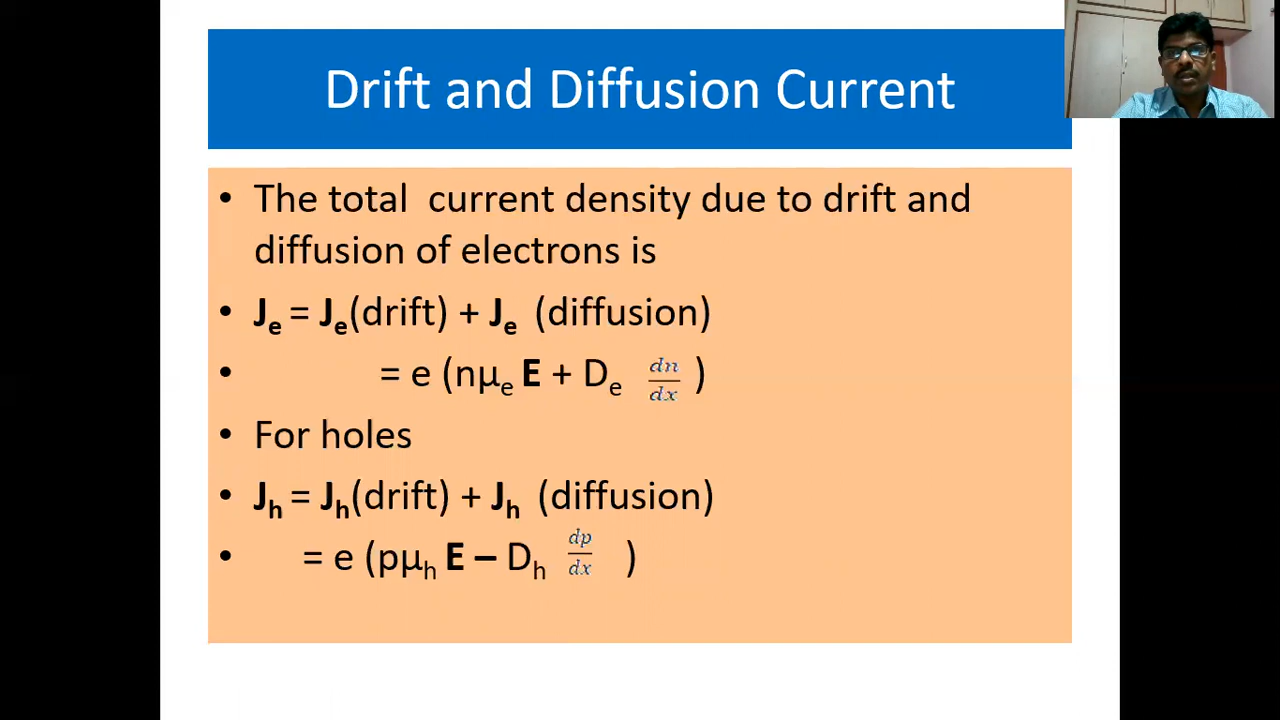 Drift and Diffusion Current
• The total current density due to drift and
diffusion of electrons is
• Je = Je(drift) + Je (diffusion)
• = e (nμe E + De dn/dx )
• For holes
• Jh = Jh(drift) + Jh (diffusion)
• = e (pμh E – Dh dp/dx )